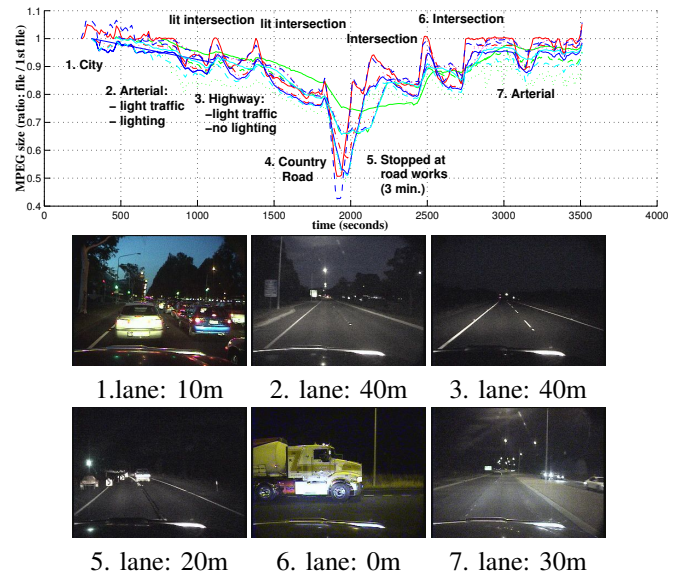 lit intersection
lit intersection
6. Intersection
Intersection
1. City
2. Arterial:
– light traffic
– lighting
3. Highway:
–light traffic
–no lighting
4. Country
Road
5. Stopped at
road works
(3 min.)
7. Arterial
MPEG size (ratio: file / 1st file)
1.1
1
0.9
0.8
0.7
0.6
0.5
0.4
0
500
1000
1500
2000
2500
3000
3500
4000
time (seconds)
1.lane: 10m
2. lane: 40m
3. lane: 40m
5. lane: 20m
6. lane: 0m
7. lane: 30m